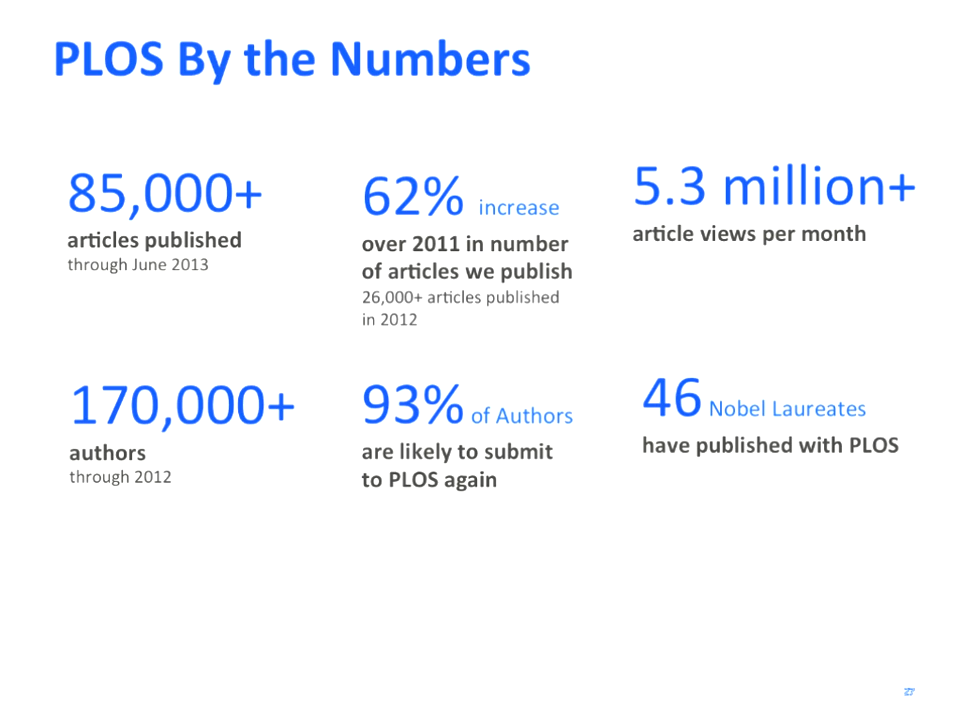 PLOS By the Numbers
85,000+
articles published
through June 2013
62% increase
over 2011 in number
of articles we publish
26,000+ articles published
in 2012
5.3 million+
article views per month
170,000+
authors
through 2012
93% of Authors
are likely to submit
to PLOS again
46 Nobel Laureates
have published with PLOS